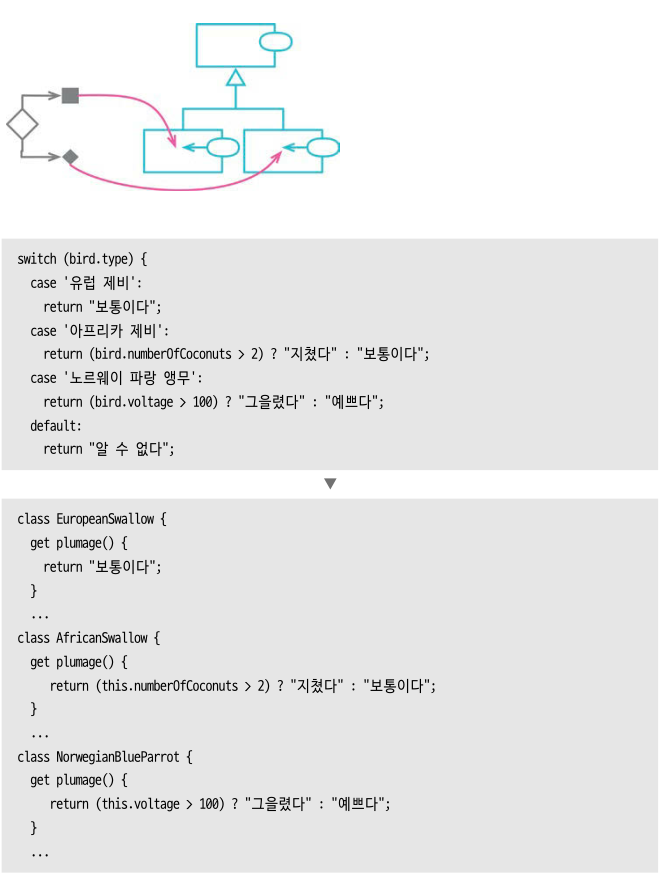 switch (bird.type) {
case '유럽 제비':
return "보통이다";
case '아프리카 제비':
return (bird.numberOfCoconuts > 2) ? "지쳤다" : "보통이다";
case '노르웨이 파랑 앵무':
return (bird.voltage > 100) ? "그을렸다" : "예쁘다";
default:
return "알 수 없다";
class EuropeanSwallow {
get plumage() {
return "보통이다";
}
...
class AfricanSwallow {
get plumage() {
return (this.numberOfCoconuts > 2) ? "지쳤다" : "보통이다";
}
...
class NorwegianBlueParrot {
get plumage() {
return (this.voltage > 100) ? "그을렸다" : "예쁘다";
}
...